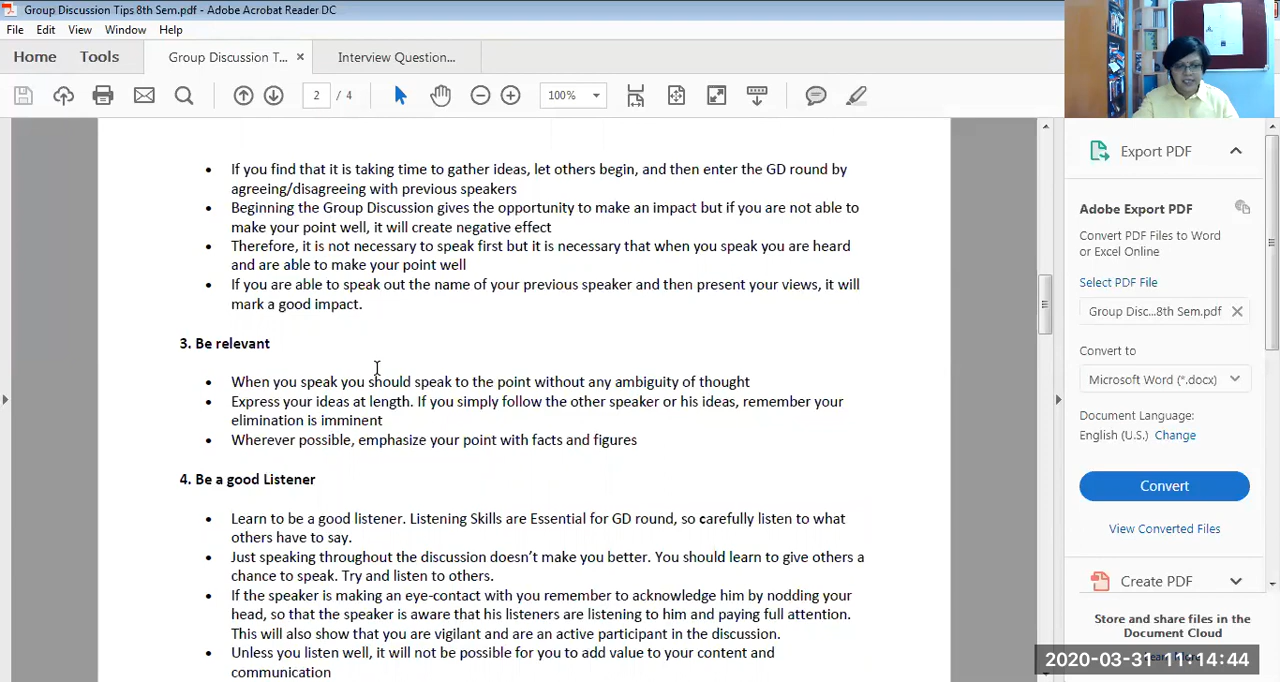 Group Discussion Tips 8th Sem.pdf - Adobe Acrobat Reader DC
File Edit View Window Help
Home Tools Group Discussion T... × Interview Question...
2 / 4 100%
• If you find that it is taking time to gather ideas, let others begin, and then enter the GD round by
agreeing/disagreeing with previous speakers
• Beginning the Group Discussion gives the opportunity to make an impact but if you are not able to
make your point well, it will create negative effect
• Therefore, it is not necessary to speak first but it is necessary that when you speak you are heard
and are able to make your point well
• If you are able to speak out the name of your previous speaker and then present your views, it will
mark a good impact.
3. Be relevant
• When you speak you should speak to the point without any ambiguity of thought
• Express your ideas at length. If you simply follow the other speaker or his ideas, remember your
elimination is imminent
• Wherever possible, emphasize your point with facts and figures
4. Be a good Listener
• Learn to be a good listener. Listening Skills are Essential for GD round, so carefully listen to what
others have to say.
• Just speaking throughout the discussion doesn't make you better. You should learn to give others a
chance to speak. Try and listen to others.
• If the speaker is making an eye-contact with you remember to acknowledge him by nodding your
head, so that the speaker is aware that his listeners are listening to him and paying full attention.
This will also show that you are vigilant and are an active participant in the discussion.
• Unless you listen well, it will not be possible for you to add value to your content and
communication
Export PDF
Adobe Export PDF
Convert PDF Files to Word
or Excel Online
Select PDF File
Group Disc...8th Sem.pdf ×
Convert to
Microsoft Word (*.docx)
Document Language:
English (U.S.) Change
Convert
View Converted Files
Create PDF
Store and share files in the
Document Cloud
2020-03-31 11:14:44